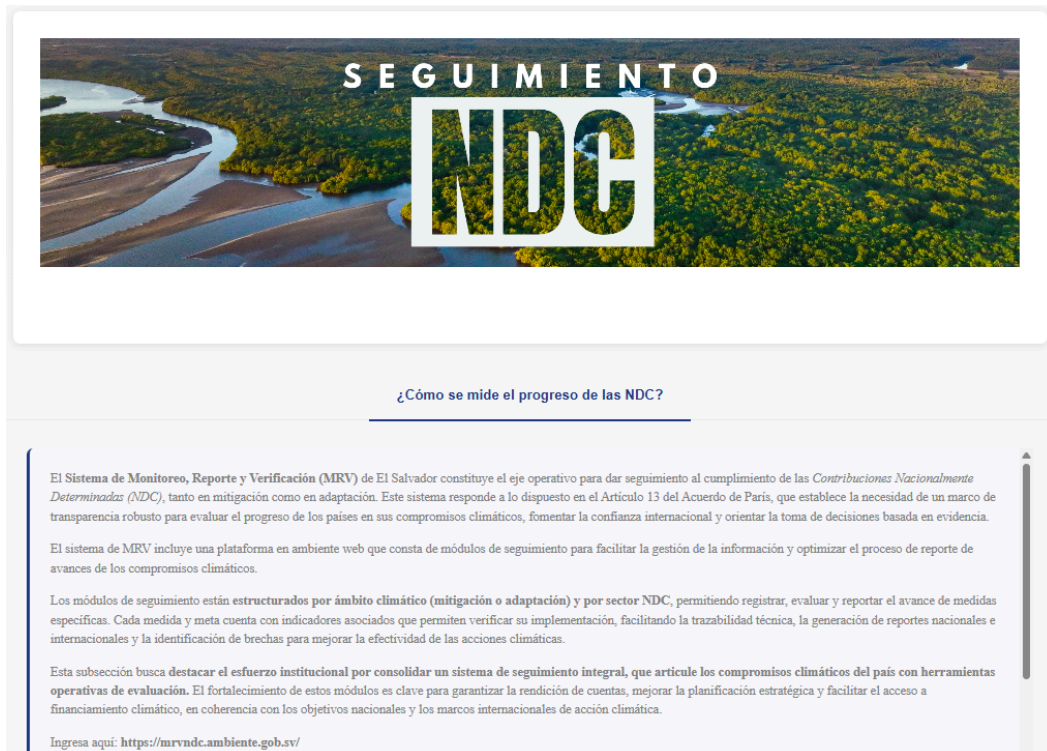 SEGUIMIENTO
NDC
¿Cómo se mide el progreso de las NDC?
El Sistema de Monitoreo, Reporte y Verificación (MRV) de El Salvador constituye el eje operativo para dar seguimiento al cumplimiento de las Contribuciones Nacionalmente
Determinadas (NDC), tanto en mitigación como en adaptación. Este sistema responde a lo dispuesto en el Artículo 13 del Acuerdo de París, que establece la necesidad de un marco de
transparencia robusto para evaluar el progreso de los países en sus compromisos climáticos, fomentar la confianza internacional y orientar la toma de decisiones basada en evidencia.
El sistema de MRV incluye una plataforma en ambiente web que consta de módulos de seguimiento para facilitar la gestión de la información y optimizar el proceso de reporte de
avances de los compromisos climáticos.
Los módulos de seguimiento están estructurados por ámbito climático (mitigación o adaptación) y por sector NDC, permitiendo registrar, evaluar y reportar el avance de medidas
específicas. Cada medida y meta cuenta con indicadores asociados que permiten verificar su implementación, facilitando la trazabilidad técnica, la generación de reportes nacionales e
internacionales y la identificación de brechas para mejorar la efectividad de las acciones climáticas.
Esta subsección busca destacar el esfuerzo institucional por consolidar un sistema de seguimiento integral, que articule los compromisos climáticos del país con herramientas
operativas de evaluación. El fortalecimiento de estos módulos es clave para garantizar la rendición de cuentas, mejorar la planificación estratégica y facilitar el acceso a
financiamiento climático, en coherencia con los objetivos nacionales y los marcos internacionales de acción climática.
Ingresa aquí: https://mrvndc.ambiente.gob.sv/